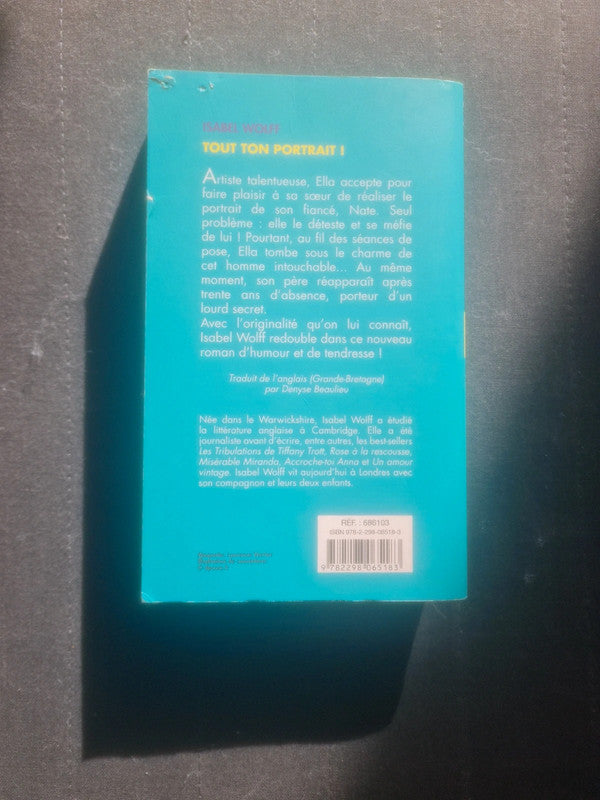 ISABEL WOLFF
TOUT TON PORTRAIT !
Artiste talentueuse, Ella accepte pour
faire plaisir à sa sœur de réaliser le
portrait de son fiancé, Nate. Seul
problème : elle le déteste et se méfie
de lui ! Pourtant, au fil des séances de
pose, Ella tombe sous le charme de
cet homme intouchable... Au même
moment, son père réapparaît après
trente ans d'absence, porteur d'un
lourd secret.
Avec l'originalité qu'on lui connaît,
Isabel Wolff redouble dans ce nouveau
roman d'humour et de tendresse !
Traduit de l'anglais (Grande-Bretagne)
par Denyse Beaulieu
Née dans le Warwickshire, Isabel Wolff a étudié
la littérature anglaise à Cambridge. Elle a été
journaliste avant d'écrire, entre autres, les best-sellers
Les Tribulations de Tiffany Trott, Rose à la rescousse,
Misérable Miranda, Accroche-toi Anna et Un amour
vintage. Isabel Wolff vit aujourd'hui à Londres avec
son compagnon et leurs deux enfants.
RÉF. : 686103
ISBN 978-2-298-06518-3
9 782298 065183